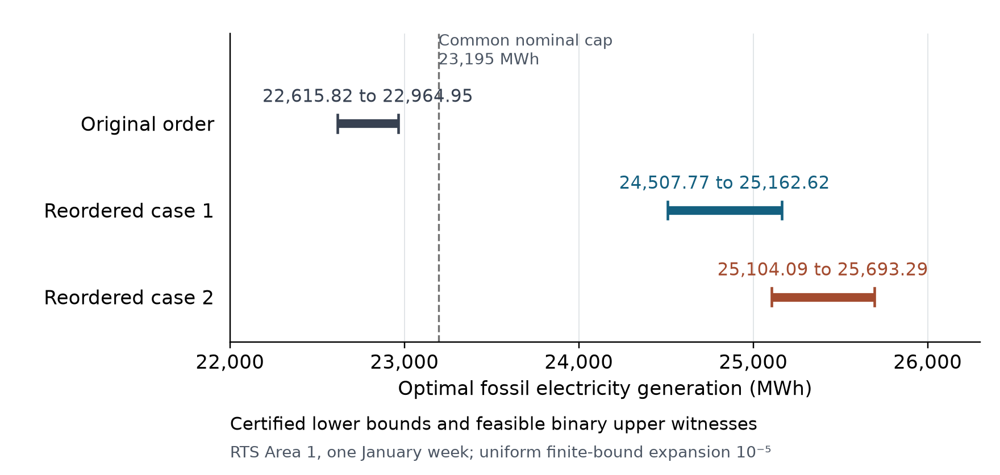 Common nominal cap
23,195 MWh
22,615.82 to 22,964.95
Original order
24,507.77 to 25,162.62
Reordered case 1
25,104.09 to 25,693.29
Reordered case 2
22,000 23,000 24,000 25,000 26,000
Optimal fossil electricity generation (MWh)
Certified lower bounds and feasible binary upper witnesses
RTS Area 1, one January week; uniform finite-bound expansion 10⁻⁵